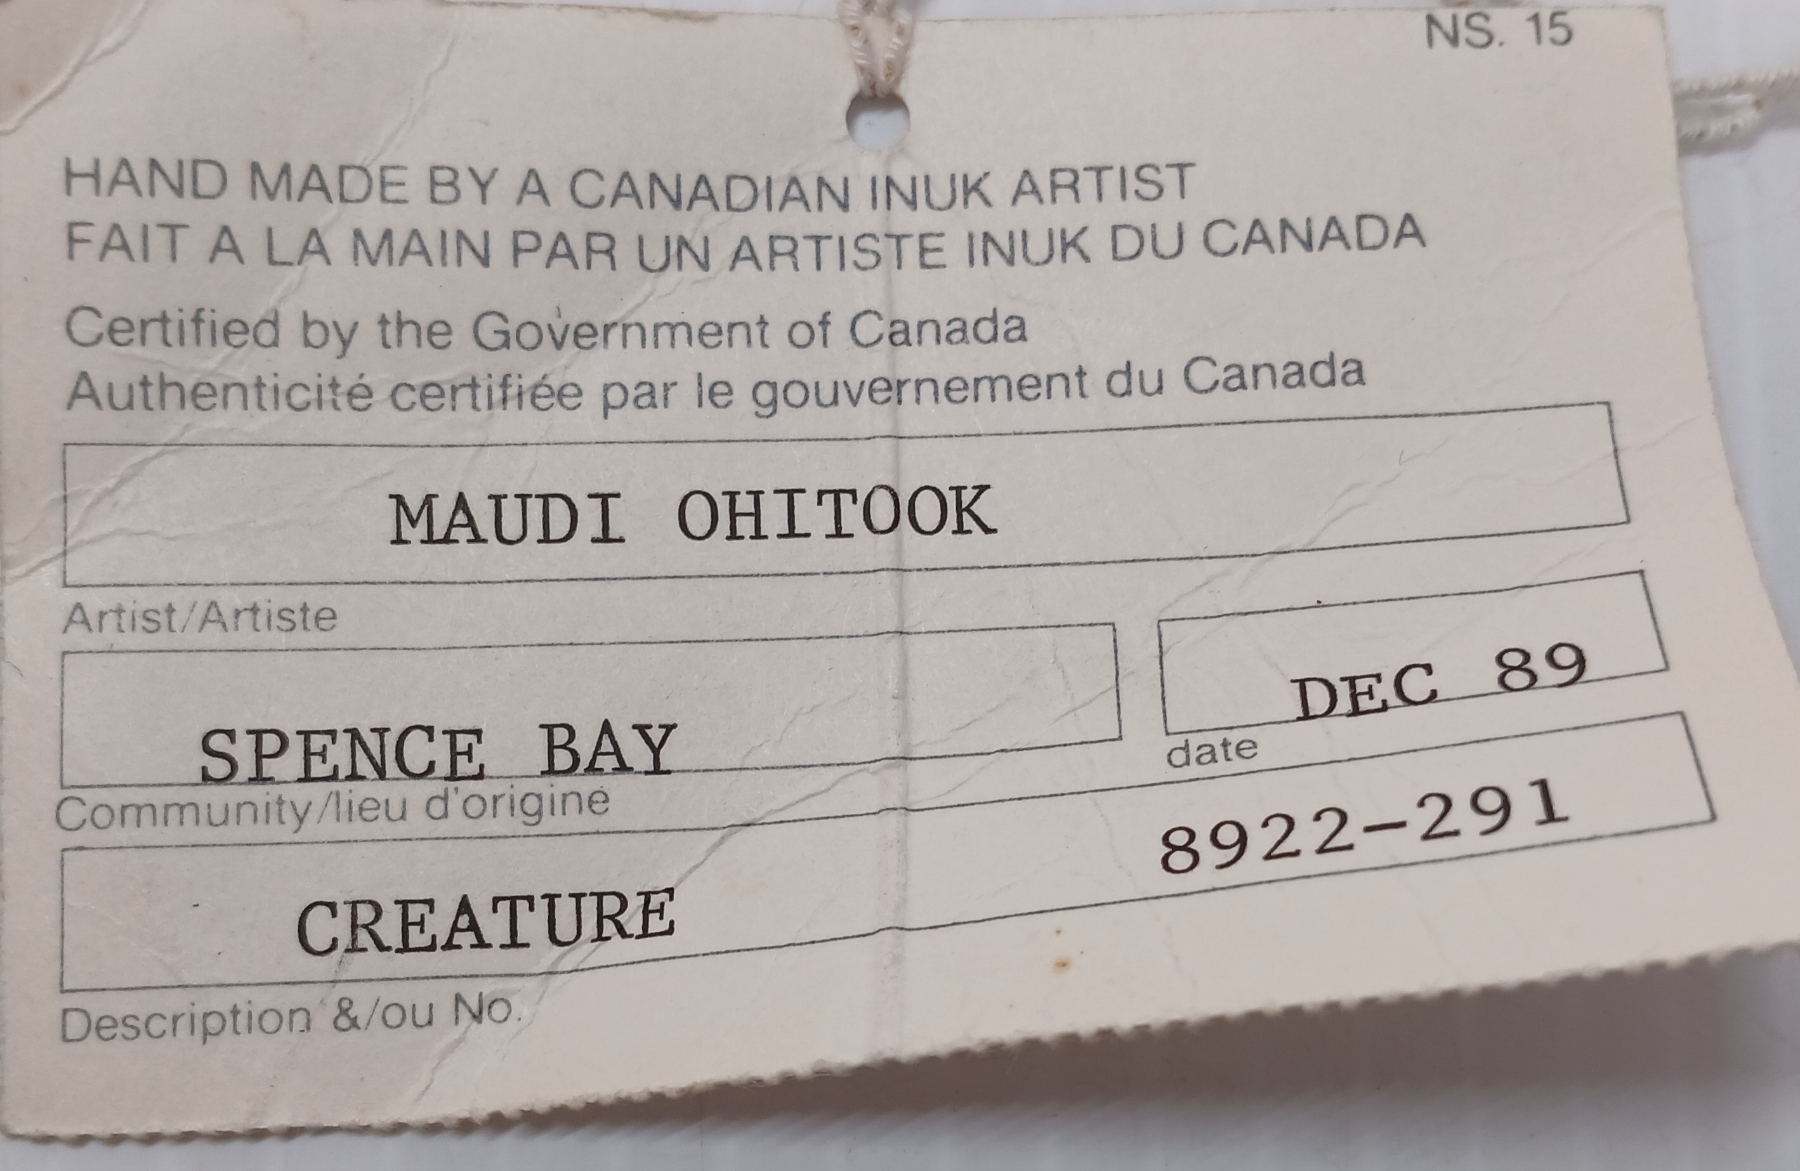 NS. 15
HAND MADE BY A CANADIAN INUK ARTIST
FAIT A LA MAIN PAR UN ARTISTE INUK DU CANADA
Certified by the Government of Canada
Authenticité certifiée par le gouvernement du Canada
MAUDI OHITOOK
Artist/Artiste
SPENCE BAY
Community/lieu d'origine
DEC 89
date
CREATURE 8922-291
Description &/ou No.